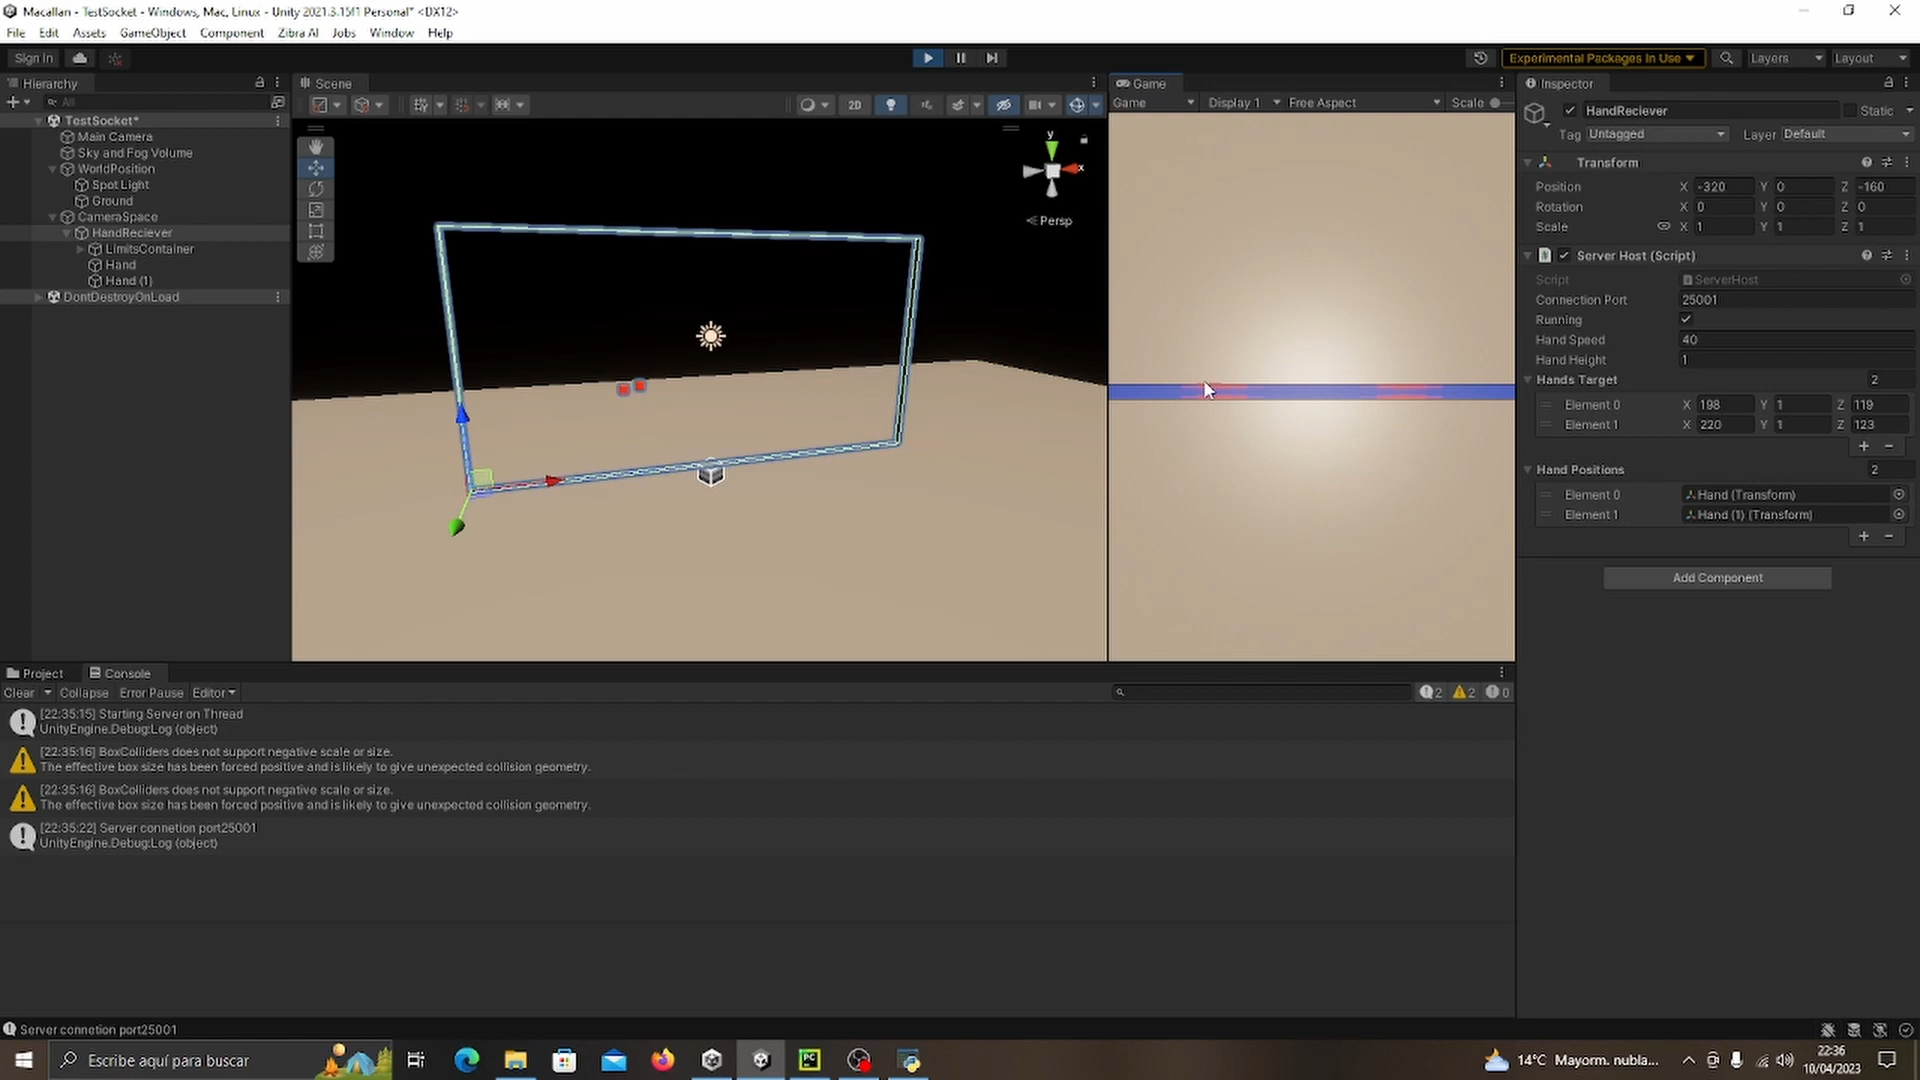 Macallan - TestSocket - Windows, Mac, Linux - Unity 2021.3.15f1 Personal* <DX12>
File Edit Assets GameObject Component Zibra AI Jobs Window Help
Sign In
Experimental Packages In Use
Layers
Layout
Hierarchy
All
TestSocket*
Main Camera
Sky and Fog Volume
WorldPosition
Spot Light
Ground
CameraSpace
HandReciever
LimitsContainer
Hand
Hand (1)
DontDestroyOnLoad
Scene
2D
y
x
Persp
Game
Game Display 1 Free Aspect Scale
Inspector
HandReciever Static
Tag Untagged Layer Default
Transform
Position X -320 Y 0 Z -160
Rotation X 0 Y 0 Z 0
Scale X 1 Y 1 Z 1
Server Host (Script)
Script ServerHost
Connection Port 25001
Running
Hand Speed 40
Hand Height 1
Hands Target 2
Element 0 X 198 Y 1 Z 119
Element 1 X 220 Y 1 Z 123
Hand Positions 2
Element 0 Hand (Transform)
Element 1 Hand (1) (Transform)
Add Component
Project Console
Clear Collapse Error Pause Editor
2 2 0
[22:35:15] Starting Server on Thread
UnityEngine.Debug:Log (object)
[22:35:16] BoxColliders does not support negative scale or size.
The effective box size has been forced positive and is likely to give unexpected collision geometry.
[22:35:16] BoxColliders does not support negative scale or size.
The effective box size has been forced positive and is likely to give unexpected collision geometry.
[22:35:22] Server connetion port25001
UnityEngine.Debug:Log (object)
Server connetion port25001
Escribe aquí para buscar
PC
14°C Mayorm. nubla...
22:36
10/04/2023